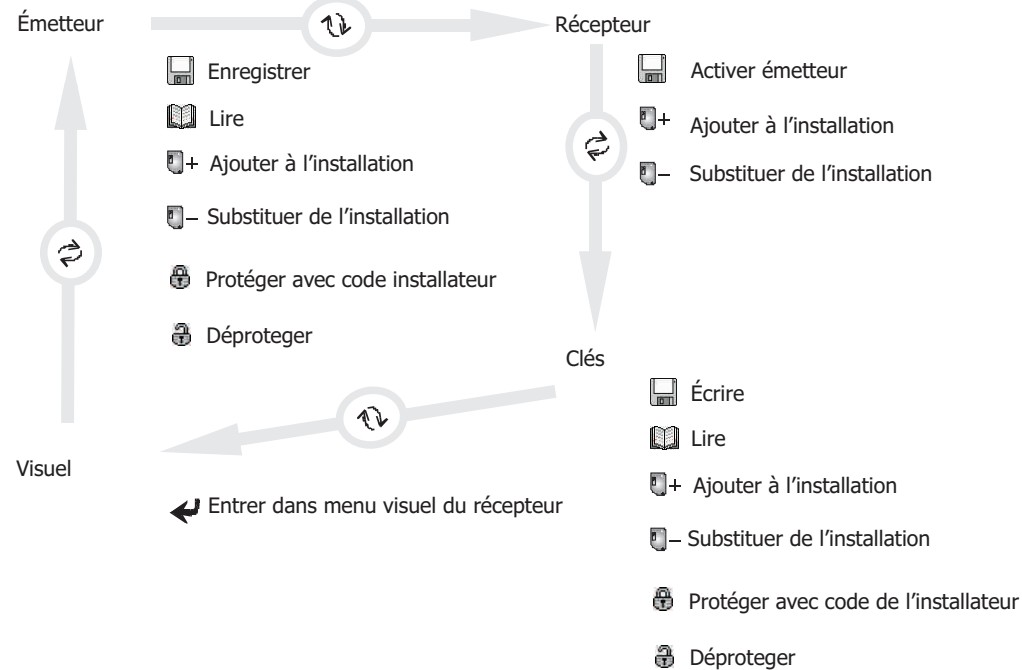 Émetteur
Récepteur
Enregistrer
Lire
+ Ajouter à l'installation
– Substituer de l'installation
Protéger avec code installateur
Déproteger
Activer émetteur
+ Ajouter à l'installation
– Substituer de l'installation
Clés
Écrire
Lire
+ Ajouter à l'installation
– Substituer de l'installation
Protéger avec code de l'installateur
Déproteger
Visuel
Entrer dans menu visuel du récepteur